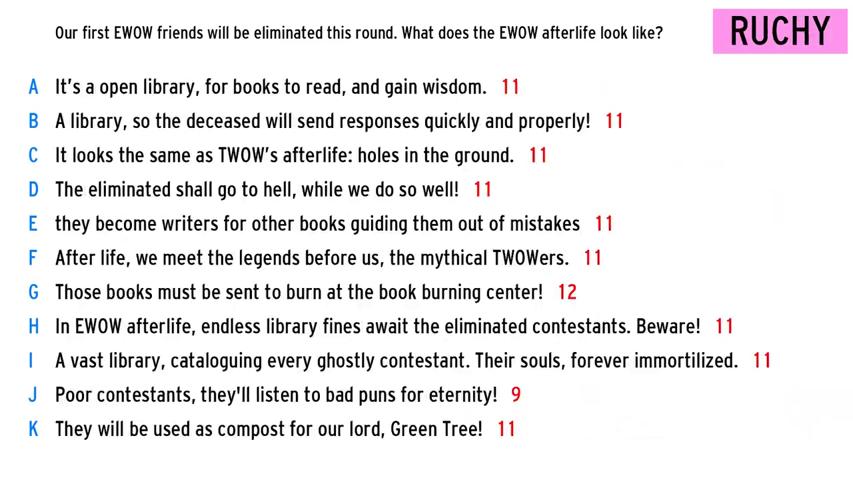 Our first EWOW friends will be eliminated this round. What does the EWOW afterlife look like?
RUCHY
A It's a open library, for books to read, and gain wisdom. 11
B A library, so the deceased will send responses quickly and properly! 11
C It looks the same as TWOW's afterlife: holes in the ground. 11
D The eliminated shall go to hell, while we do so well! 11
E they become writers for other books guiding them out of mistakes 11
F After life, we meet the legends before us, the mythical TWOWers. 11
G Those books must be sent to burn at the book burning center! 12
H In EWOW afterlife, endless library fines await the eliminated contestants. Beware! 11
I A vast library, cataloguing every ghostly contestant. Their souls, forever immortilized. 11
J Poor contestants, they'll listen to bad puns for eternity! 9
K They will be used as compost for our lord, Green Tree! 11